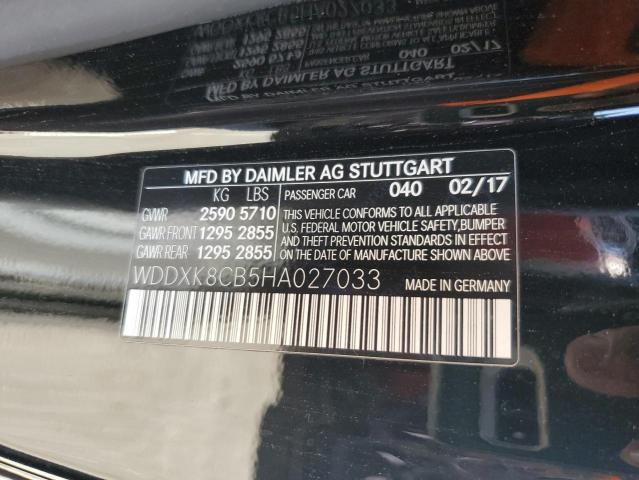 MFD BY DAIMLER AG STUTTGART
KG LBS PASSENGER CAR 040 02/17
GVWR 2590 5710
GAWR FRONT 1295 2855
GAWR REAR 1295 2855
THIS VEHICLE CONFORMS TO ALL APPLICABLE
U.S. FEDERAL MOTOR VEHICLE SAFETY,BUMPER
AND THEFT PREVENTION STANDARDS IN EFFECT
ON THE DATE OF MANUFACTURE SHOWN ABOVE.
WDDXK8CB5HA027033 MADE IN GERMANY